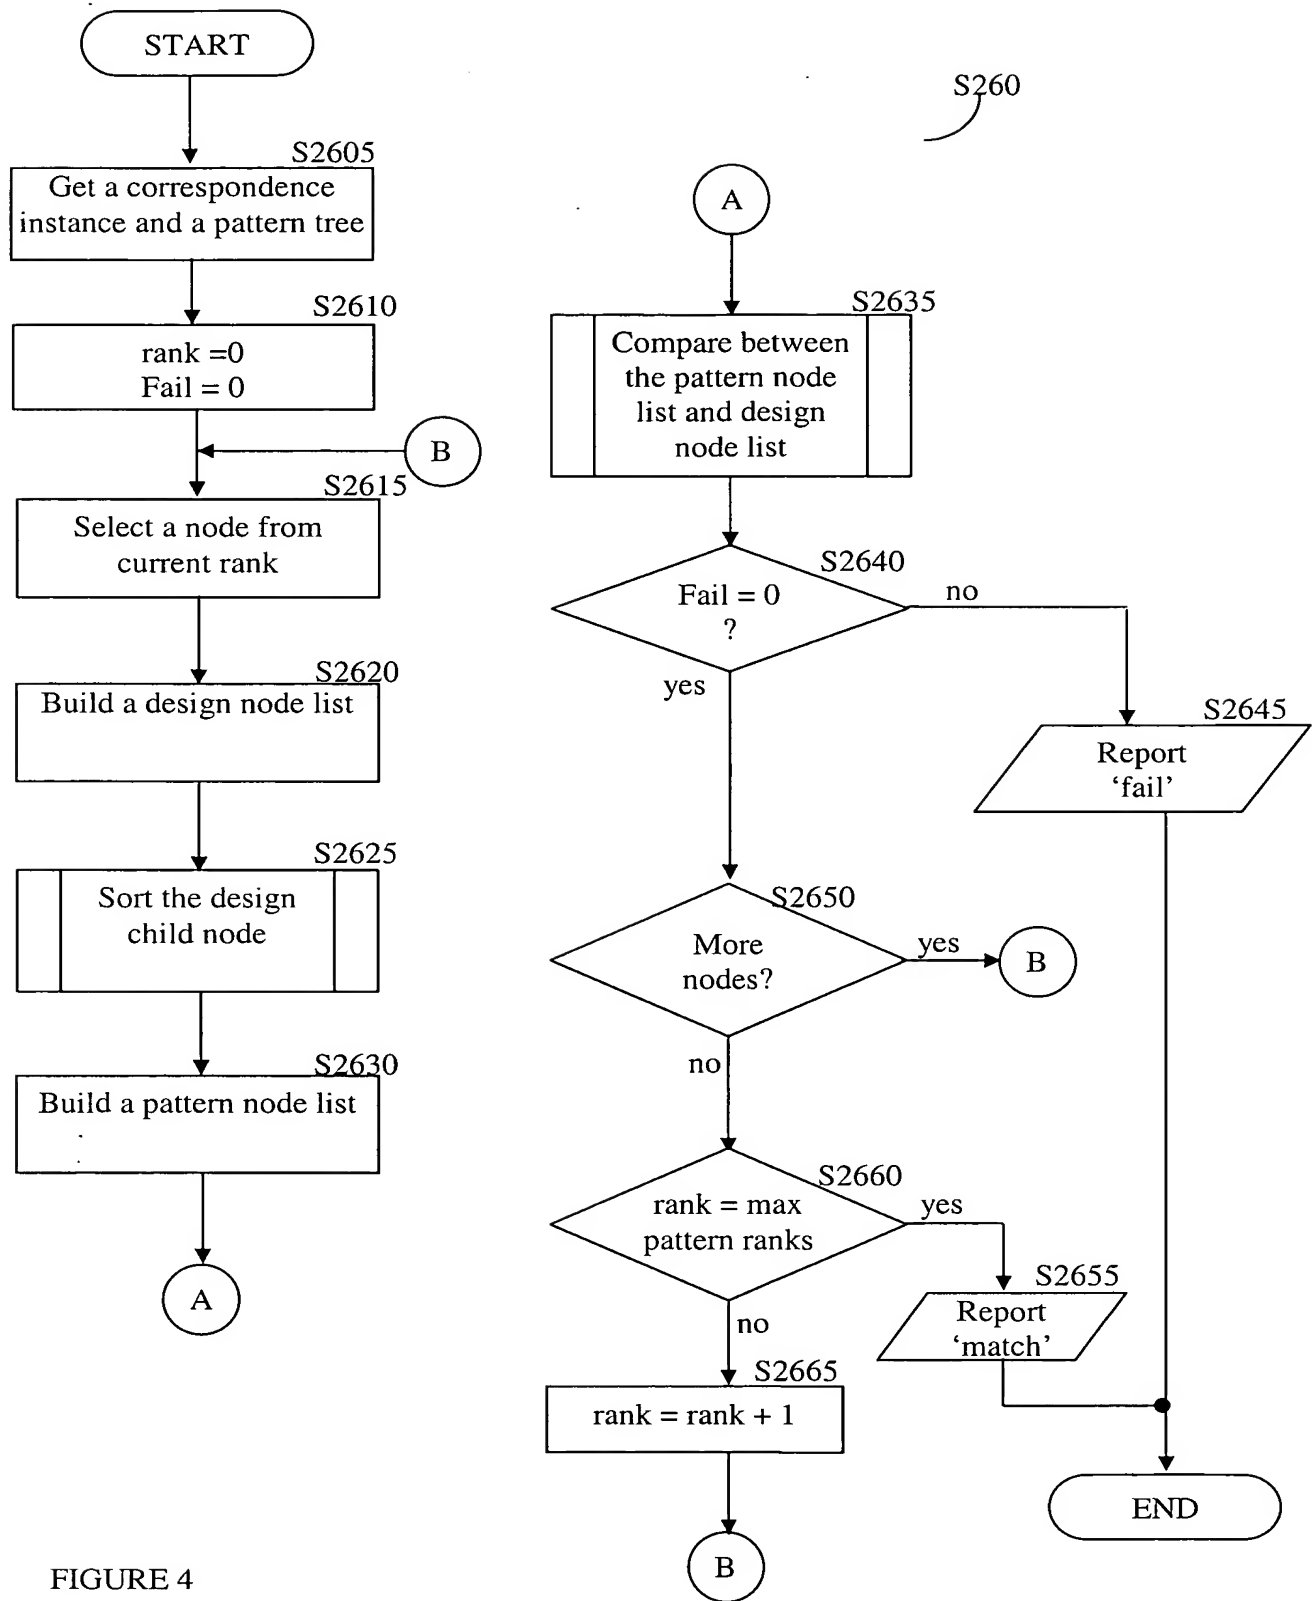 START
S2605
Get a correspondence
instance and a pattern tree
S2610
rank =0
Fail = 0
B
S2615
Select a node from
current rank
S2620
Build a design node list
S2625
Sort the design
child node
S2630
Build a pattern node list
A
S260
A
S2635
Compare between
the pattern node
list and design
node list
S2640
Fail = 0
?
no
yes
S2645
Report
‘fail’
S2650
More
nodes?
yes
B
no
S2660
rank = max
pattern ranks
yes
S2655
Report
‘match’
no
S2665
rank = rank + 1
END
B
FIGURE 4